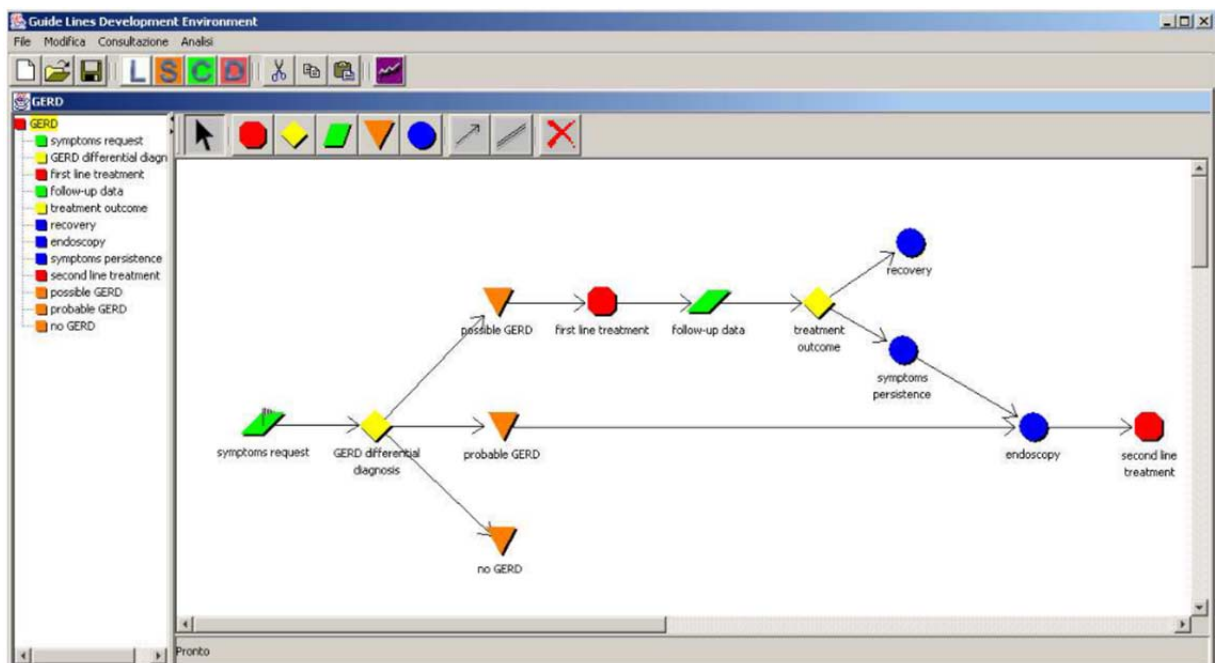 Guide Lines Development Environment
File Modifica Consultazione Analisi
L S C D
GERD
GERD
symptoms request
GERD differential diagn
first line treatment
follow-up data
treatment outcome
recovery
endoscopy
symptoms persistence
second line treatment
possible GERD
probable GERD
no GERD
recovery
possible GERD
first line treatment
follow-up data
treatment
outcome
symptoms
persistence
symptoms request
GERD differential
diagnosis
probable GERD
endoscopy
second line
treatment
no GERD
Pronto